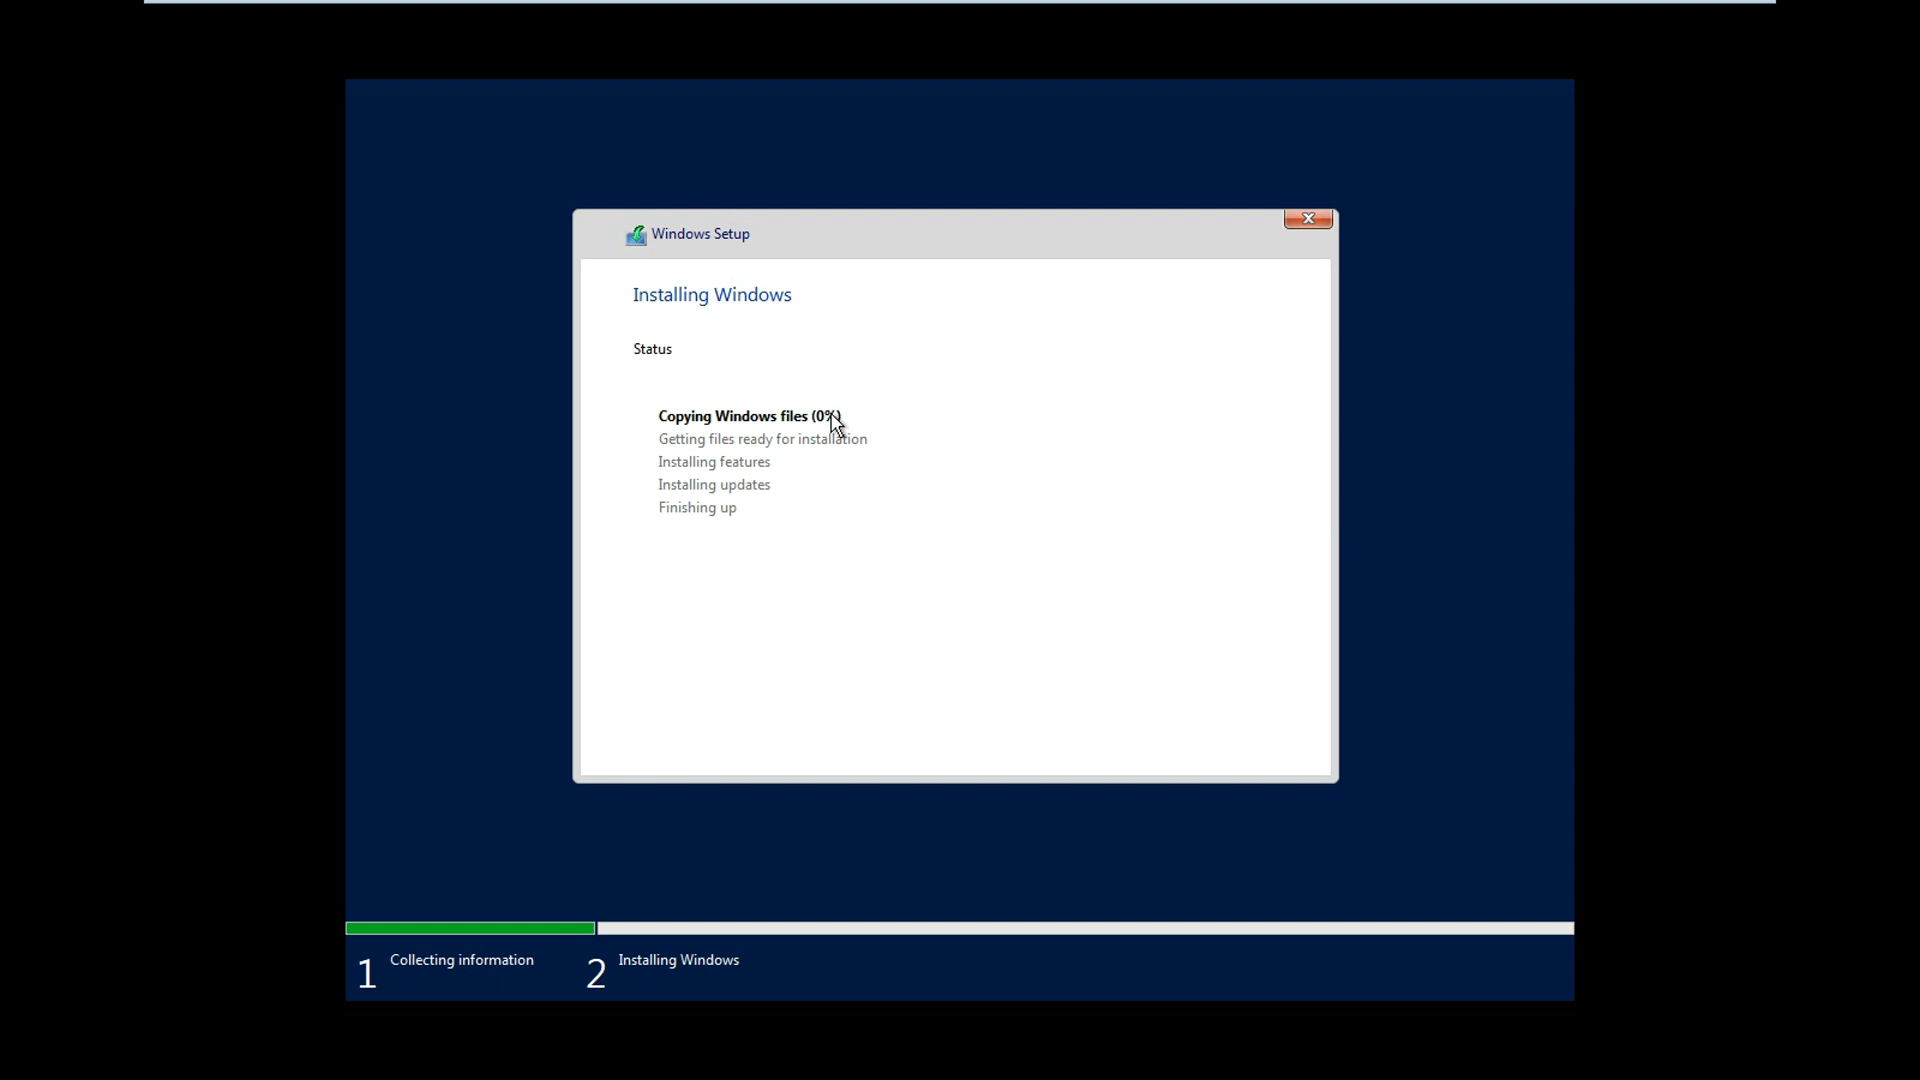 Windows Setup
Installing Windows
Status
Copying Windows files (0%)
Getting files ready for installation
Installing features
Installing updates
Finishing up
1 Collecting information 2 Installing Windows